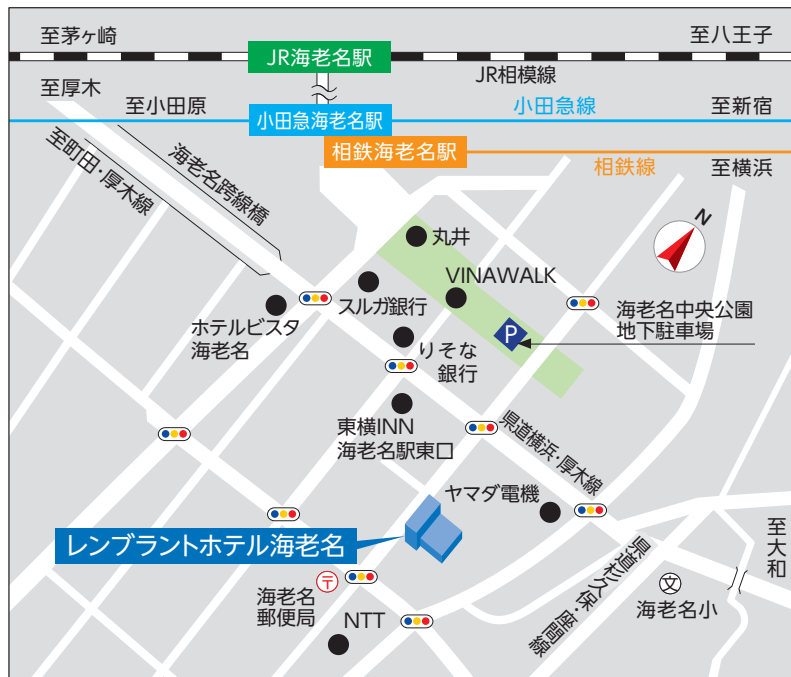 至茅ヶ崎
至八王子
JR海老名駅
JR相模線
至厚木
至小田原
小田急線
至新宿
小田急海老名駅
相鉄海老名駅
相鉄線
至横浜
海老名跨線橋
至町田・厚木線
N
丸井
VINAWALK
スルガ銀行
ホテルビスタ
海老名
海老名中央公園
地下駐車場
P
りそな
銀行
東横INN
海老名駅東口
県道横浜・厚木線
ヤマダ電機
レンブラントホテル海老名
至大和
県道杉久保・座間線
文
海老名小
〒
海老名
郵便局
NTT